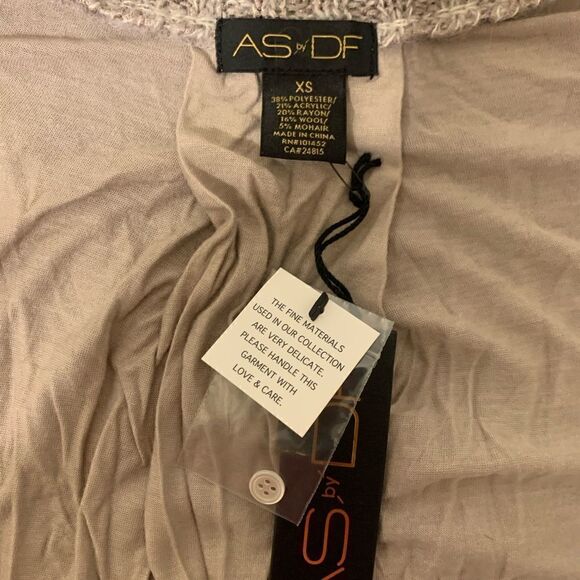 AS by DF
XS
38% POLYESTER/
21% ACRYLIC/
20% RAYON/
16% WOOL/
5% MOHAIR
MADE IN CHINA
RN#101452
CA#24815
THE FINE MATERIALS
USED IN OUR COLLECTION
ARE VERY DELICATE.
PLEASE HANDLE THIS
GARMENT WITH
LOVE & CARE.
AS by DF